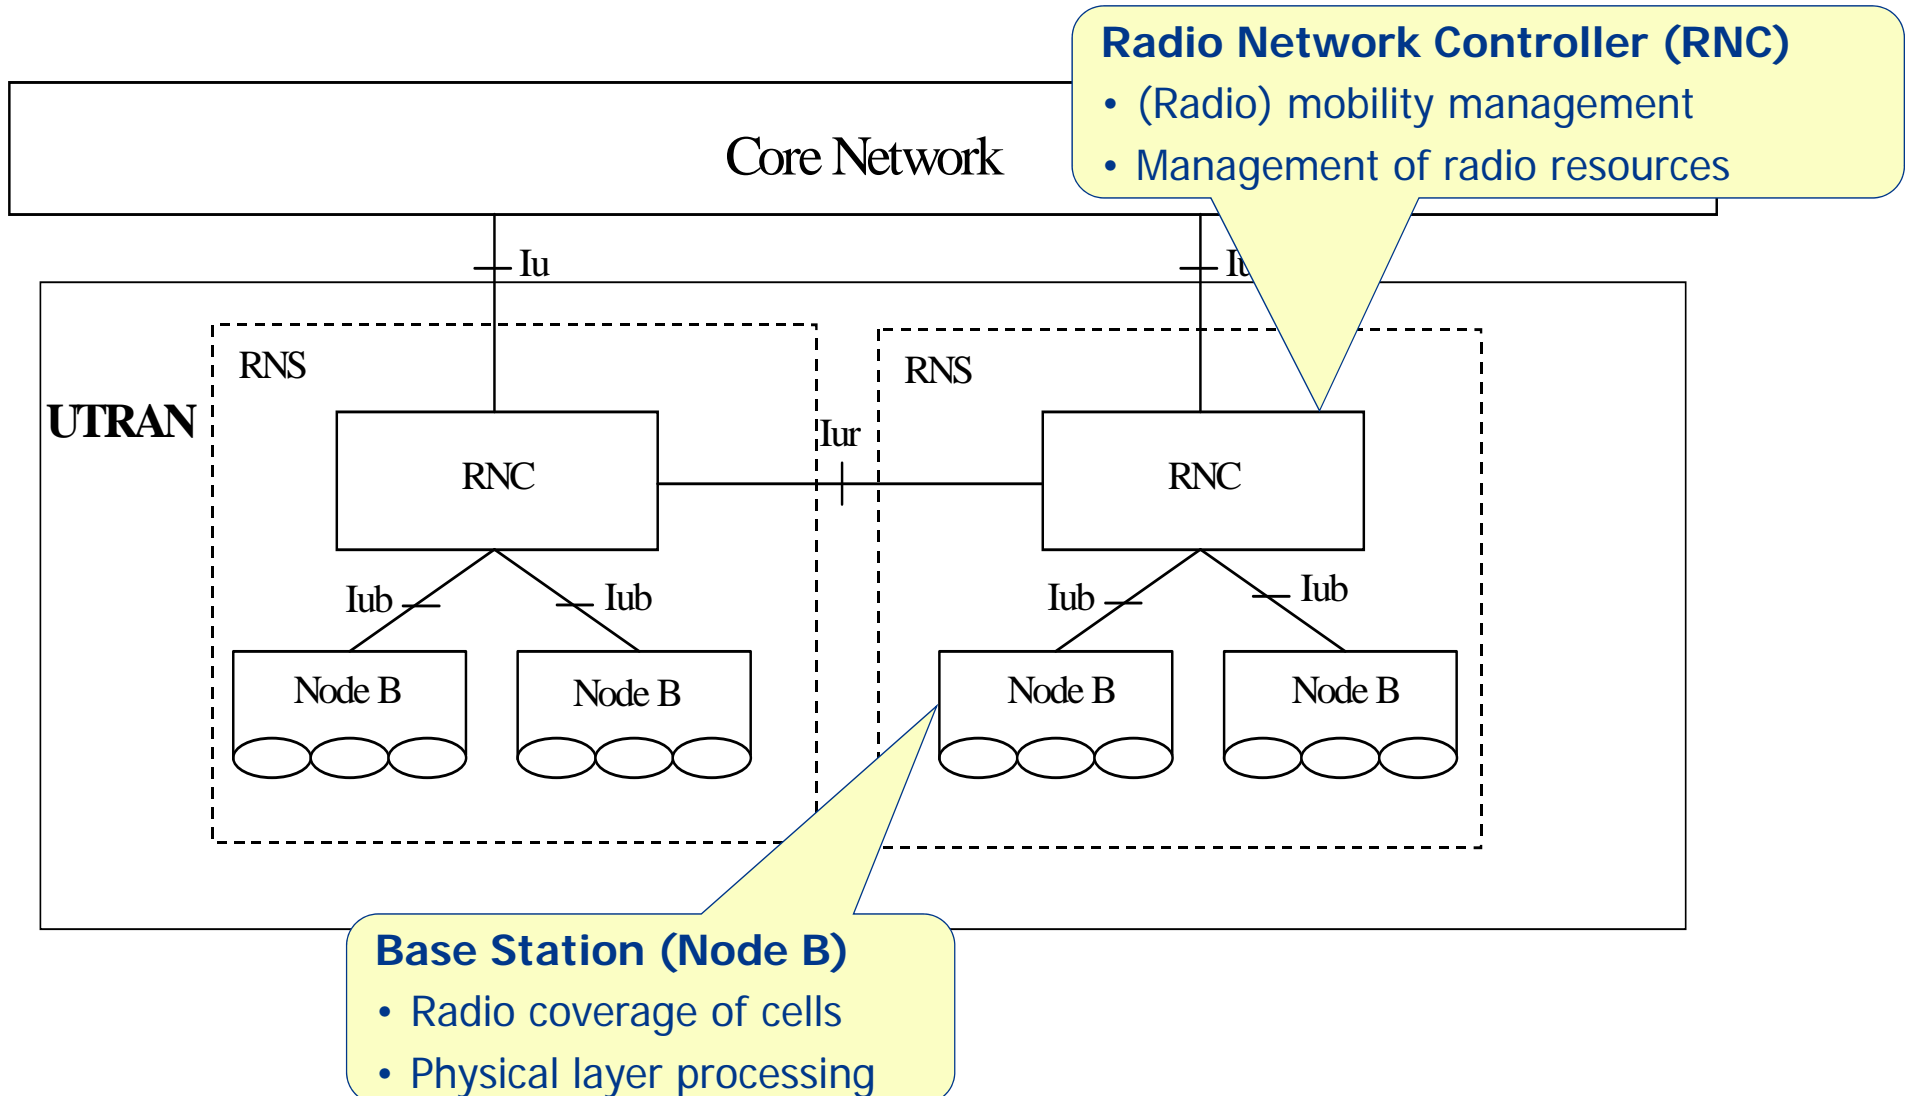 Radio Network Controller (RNC)
• (Radio) mobility management
• Management of radio resources
Core Network
Iu
RNS
RNS
UTRAN
Iur
RNC
RNC
Iub
Iub
Iub
Iub
Node B
Node B
Node B
Node B
Base Station (Node B)
• Radio coverage of cells
• Physical layer processing